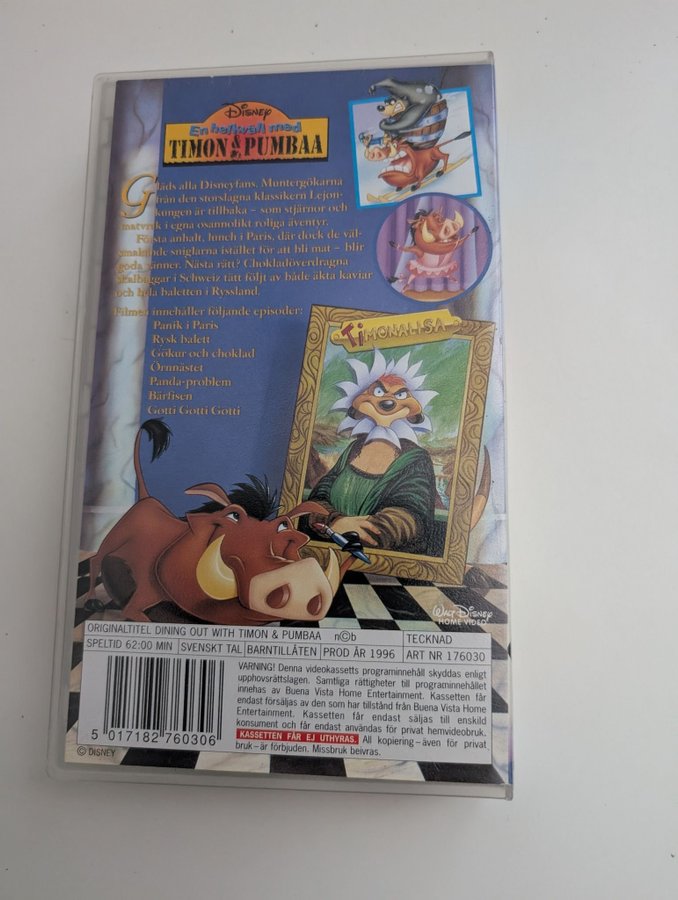 Disney
En helkväll med
TIMON & PUMBAA
Gläds alla Disneyfans. Muntergökarna
från den storslagna klassikern Lejon-
kungen är tillbaka – som stjärnor och
matvrak i egna osannolikt roliga äventyr.
Första anhalt, lunch i Paris, där dock de väl-
smakande sniglarna istället för att bli mat – blir
goda vänner. Nästa rätt? Chokladöverdragna
skalbaggar i Schweiz tätt följt av både äkta kaviar
och hela baletten i Ryssland.
Filmen innehåller följande episoder:
Panik i Paris
Rysk balett
Gökur och choklad
Örnnästet
Panda-problem
Bärfisen
Gotti Gotti Gotti
TIMONALISA
WALT DISNEY
HOME VIDEO
ORIGINALTITEL DINING OUT WITH TIMON & PUMBAA n©b TECKNAD
SPELTID 62:00 MIN SVENSKT TAL BARNTILLÅTEN PROD ÅR 1996 ART NR 176030
VARNING! Denna videokassetts programinnehåll skyddas enligt
upphovsrättslagen. Samtliga rättigheter till programinnehållet
innehas av Buena Vista Home Entertainment. Kassetten får
endast försäljas av den som har tillstånd från Buena Vista Home
Entertainment. Kassetten får endast säljas till enskild
konsument och får endast användas för privat hemvideobruk.
KASSETTEN FÅR EJ UTHYRAS. All kopiering – även för privat
bruk – är förbjuden. Missbruk beivras.
5 017182 760306
© DISNEY